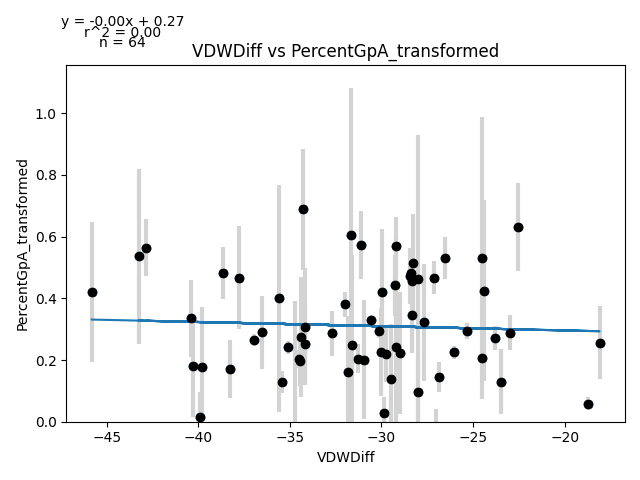 y = -0.00x + 0.27
r^2 = 0.00
n = 64
VDWDiff vs PercentGpA_transformed
1.0
0.8
0.6
0.4
0.2
0.0
PercentGpA_transformed
−45
−40
−35
−30
−25
−20
VDWDiff